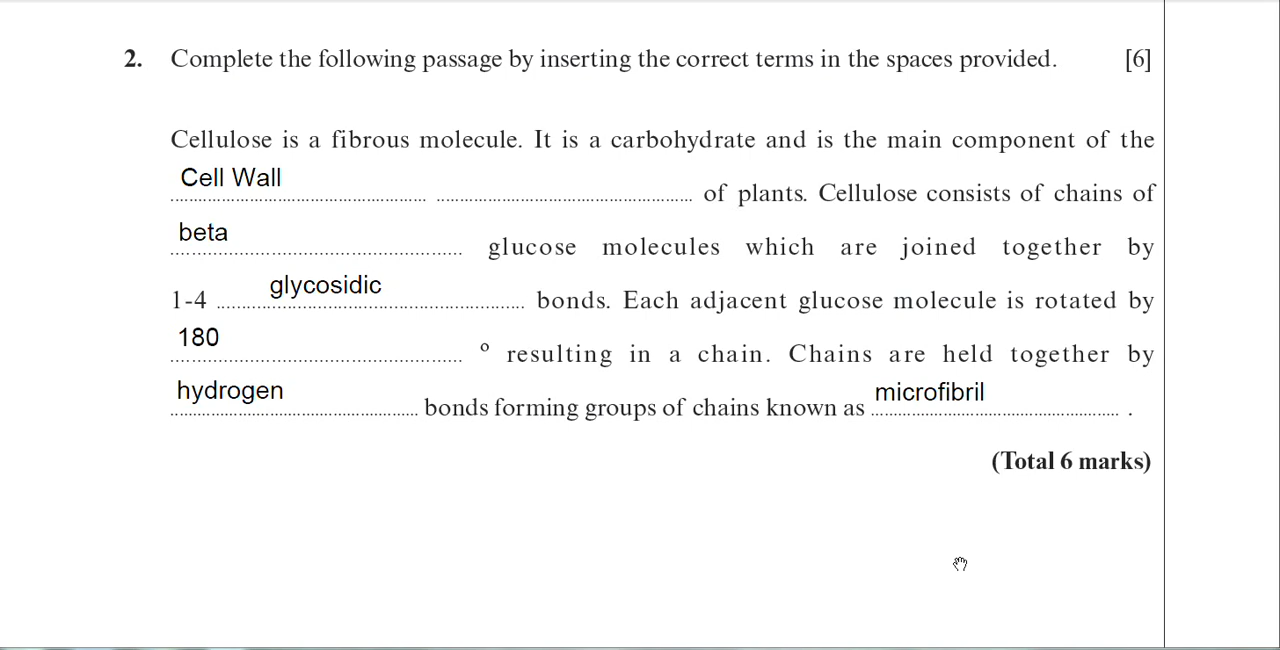 2. Complete the following passage by inserting the correct terms in the spaces provided. [6]
Cellulose is a fibrous molecule. It is a carbohydrate and is the main component of the
Cell Wall
.......................................................... .......................................................... of plants. Cellulose consists of chains of
beta
.................................................................. glucose molecules which are joined together by
glycosidic
1-4 ...................................................................... bonds. Each adjacent glucose molecule is rotated by
180
.................................................................. ° resulting in a chain. Chains are held together by
hydrogen microfibril
........................................................ bonds forming groups of chains known as ........................................................ .
(Total 6 marks)